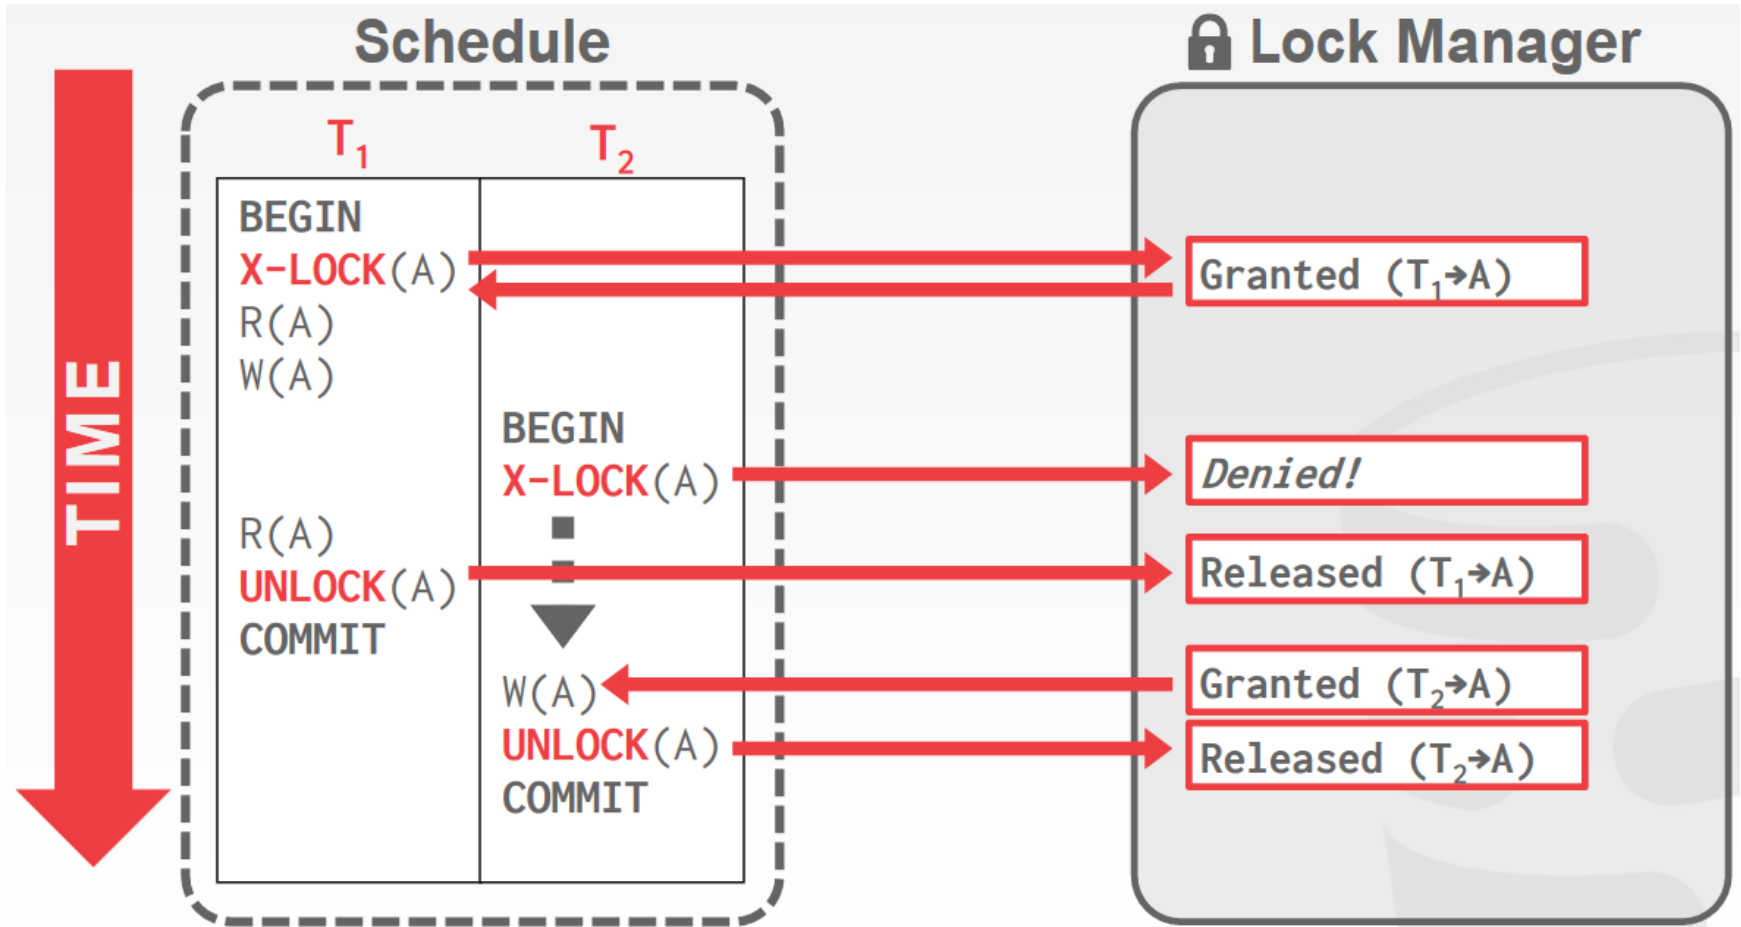 Schedule
Lock Manager
TIME
T1
T2
BEGIN
X-LOCK(A)
Granted (T1→A)
R(A)
W(A)
BEGIN
X-LOCK(A)
Denied!
R(A)
UNLOCK(A)
Released (T1→A)
COMMIT
W(A)
Granted (T2→A)
UNLOCK(A)
Released (T2→A)
COMMIT